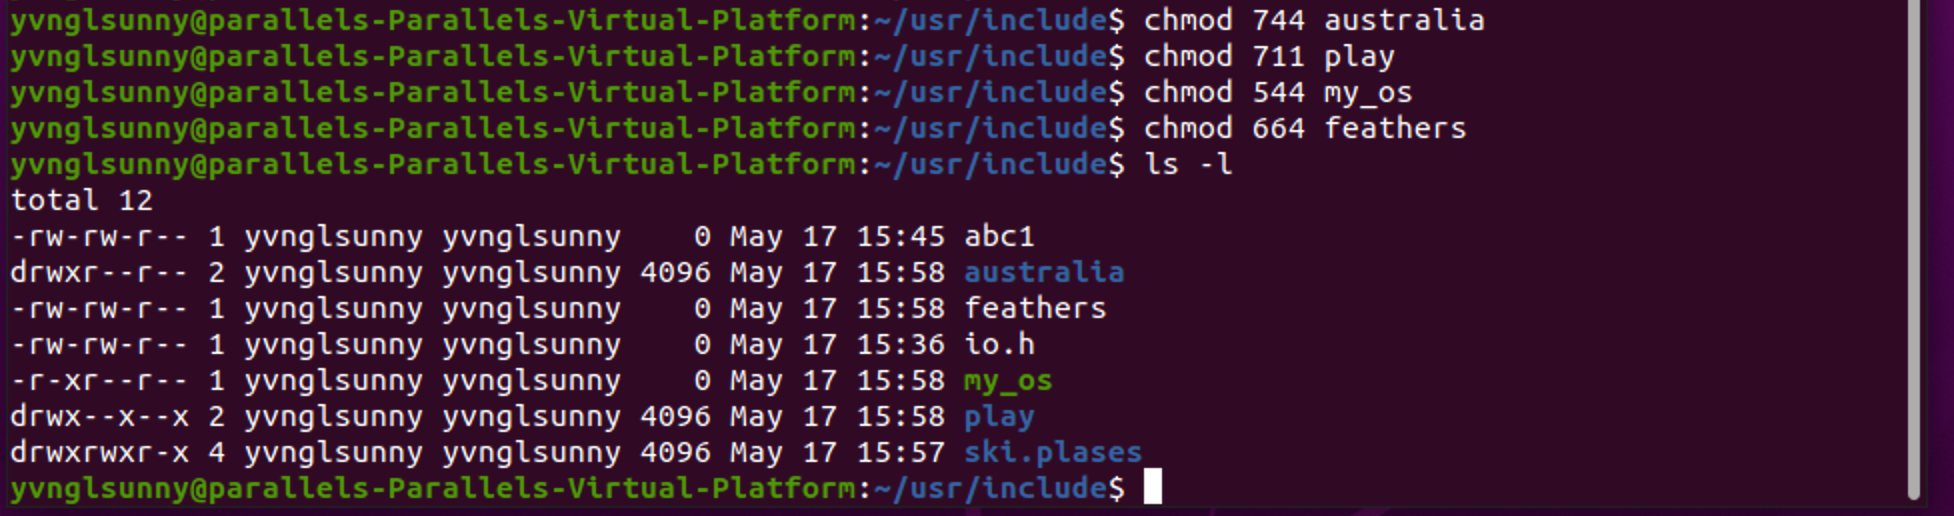 yvnglsunny@parallels-Parallels-Virtual-Platform:~/usr/include$ chmod 744 australia
yvnglsunny@parallels-Parallels-Virtual-Platform:~/usr/include$ chmod 711 play
yvnglsunny@parallels-Parallels-Virtual-Platform:~/usr/include$ chmod 544 my_os
yvnglsunny@parallels-Parallels-Virtual-Platform:~/usr/include$ chmod 664 feathers
yvnglsunny@parallels-Parallels-Virtual-Platform:~/usr/include$ ls -l
total 12
-rw-rw-r-- 1 yvnglsunny yvnglsunny    0 May 17 15:45 abc1
drwxr--r-- 2 yvnglsunny yvnglsunny 4096 May 17 15:58 australia
-rw-rw-r-- 1 yvnglsunny yvnglsunny    0 May 17 15:58 feathers
-rw-rw-r-- 1 yvnglsunny yvnglsunny    0 May 17 15:36 io.h
-r-xr--r-- 1 yvnglsunny yvnglsunny    0 May 17 15:58 my_os
drwx--x--x 2 yvnglsunny yvnglsunny 4096 May 17 15:58 play
drwxrwxr-x 4 yvnglsunny yvnglsunny 4096 May 17 15:57 ski.plases
yvnglsunny@parallels-Parallels-Virtual-Platform:~/usr/include$